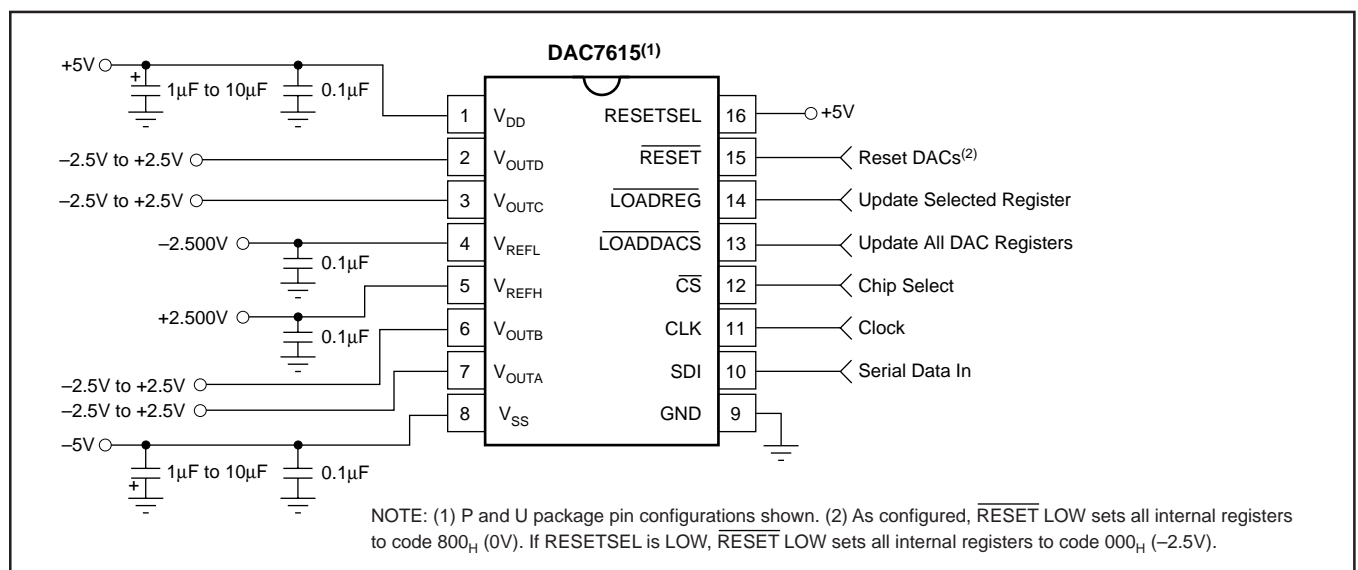 DAC7615(1)
+5V
1μF to 10μF
+
0.1μF
–2.5V to +2.5V
–2.5V to +2.5V
–2.500V
0.1μF
+2.500V
0.1μF
–2.5V to +2.5V
–2.5V to +2.5V
–5V
1μF to 10μF
+
0.1μF
1 VDD RESETSEL 16
2 VOUTD RESET 15
3 VOUTC LOADREG 14
4 VREFL LOADDACS 13
5 VREFH CS 12
6 VOUTB CLK 11
7 VOUTA SDI 10
8 VSS GND 9
+5V
Reset DACs(2)
Update Selected Register
Update All DAC Registers
Chip Select
Clock
Serial Data In
NOTE: (1) P and U package pin configurations shown. (2) As configured, RESET LOW sets all internal registers
to code 800H (0V). If RESETSEL is LOW, RESET LOW sets all internal registers to code 000H (–2.5V).